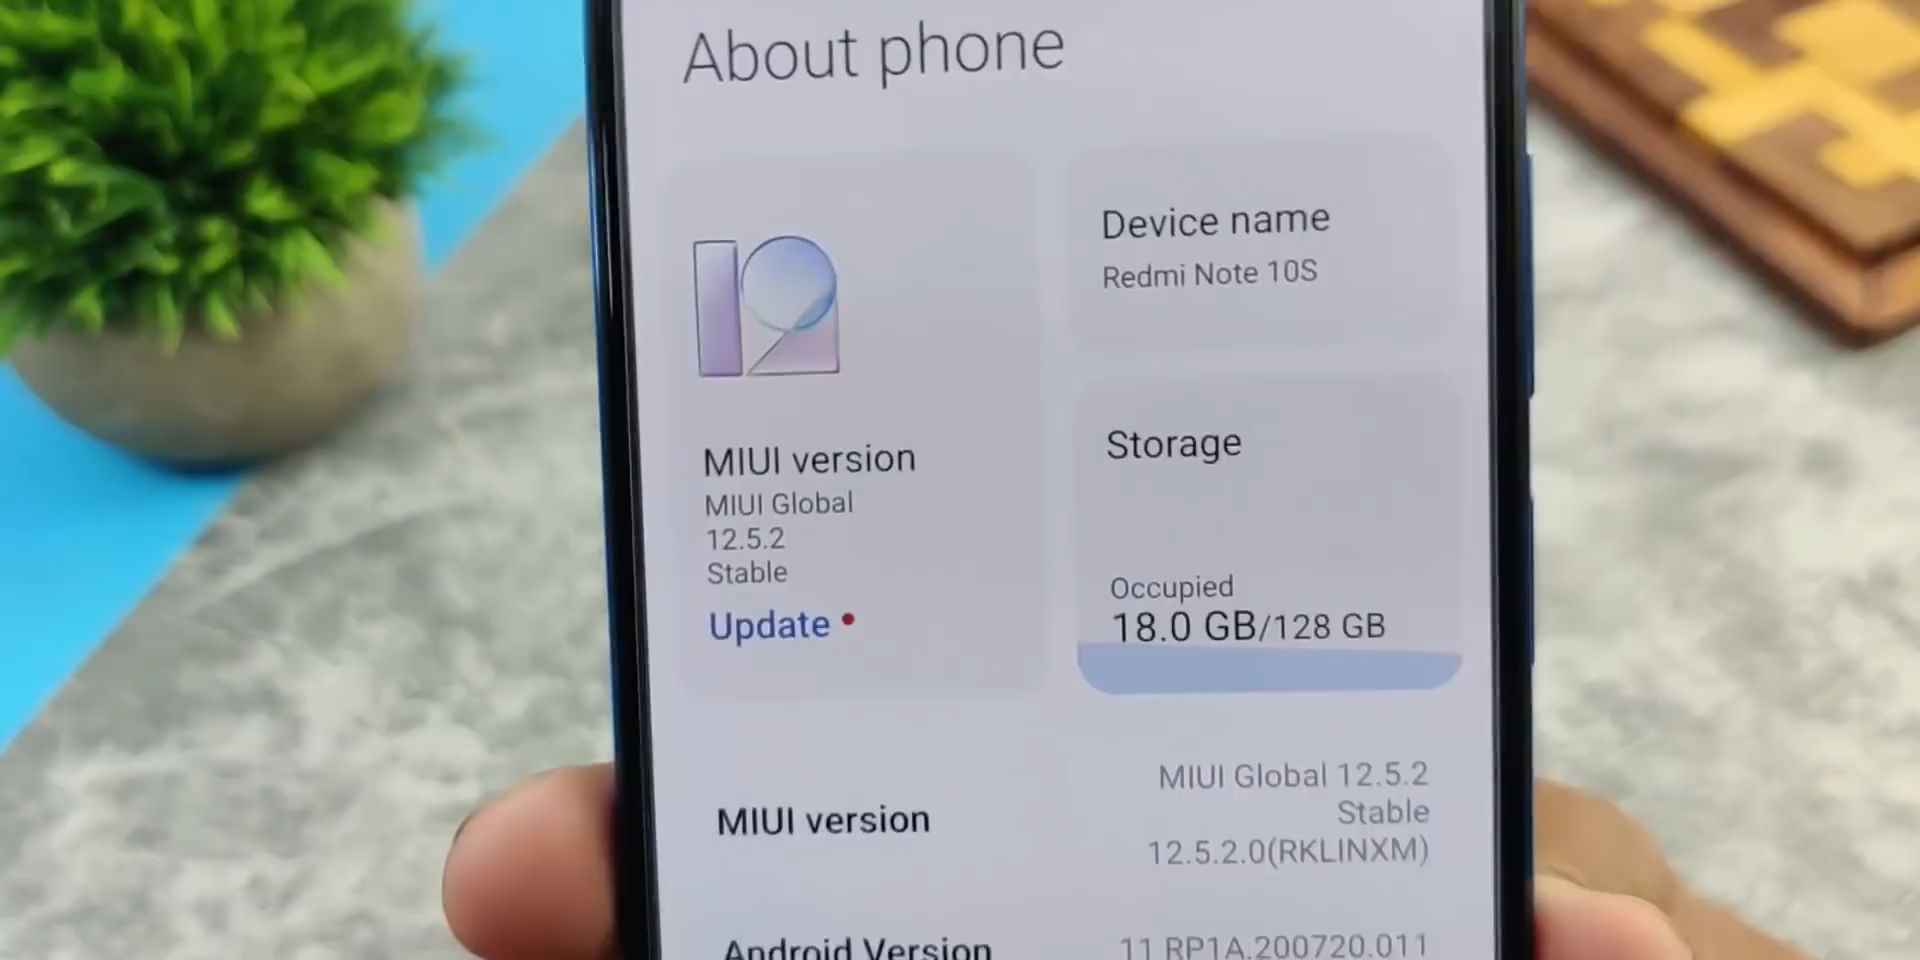 About phone
12
MIUI version
MIUI Global
12.5.2
Stable
Update
Device name
Redmi Note 10S
Storage
Occupied
18.0 GB/128 GB
MIUI version
MIUI Global 12.5.2
Stable
12.5.2.0(RKLINXM)
Android Version
11 RP1A.200720.011